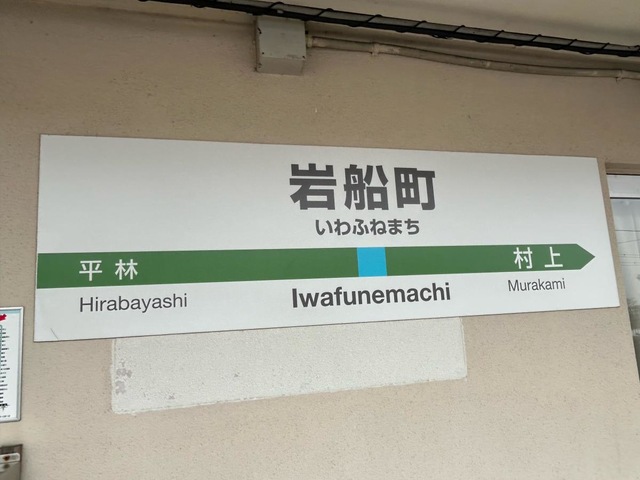 岩船町
いわふねまち
平林
村上
Hirabayashi
Iwafunemachi
Murakami